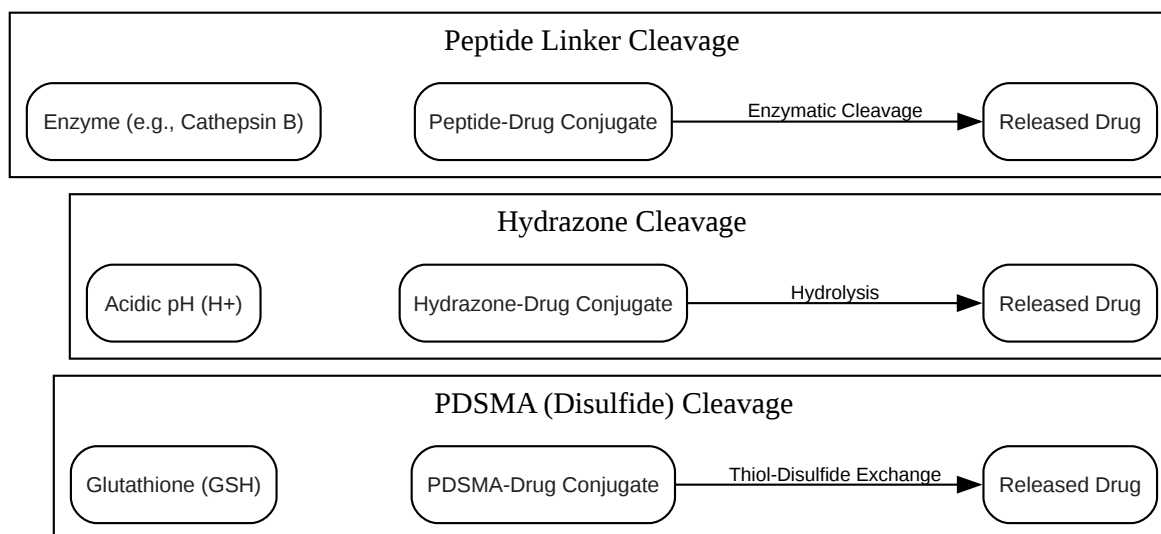 Peptide Linker Cleavage
Enzyme (e.g., Cathepsin B)
Peptide-Drug Conjugate
Enzymatic Cleavage
Released Drug
Hydrazone Cleavage
Acidic pH (H+)
Hydrazone-Drug Conjugate
Hydrolysis
Released Drug
PDSMA (Disulfide) Cleavage
Glutathione (GSH)
PDSMA-Drug Conjugate
Thiol-Disulfide Exchange
Released Drug